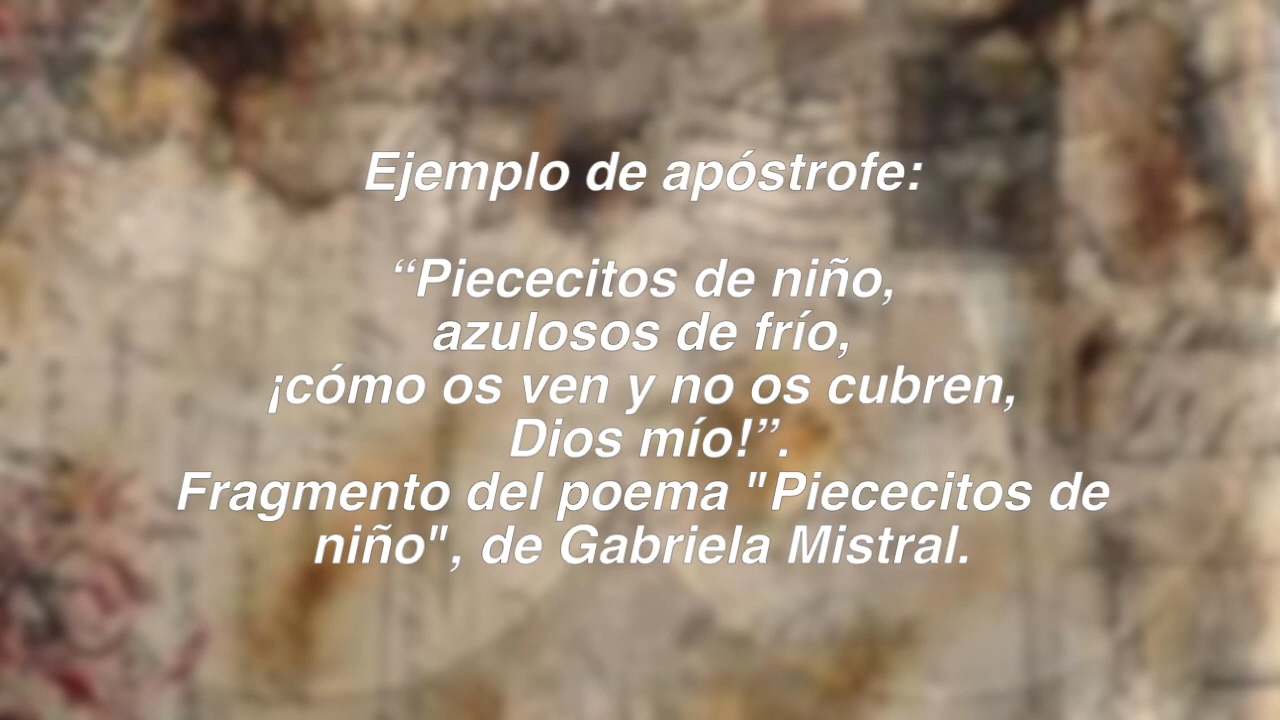 Ejemplo de apóstrofe:
“Piececitos de niño,
azulosos de frío,
¡cómo os ven y no os cubren,
Dios mío!”.
Fragmento del poema "Piececitos de
niño", de Gabriela Mistral.